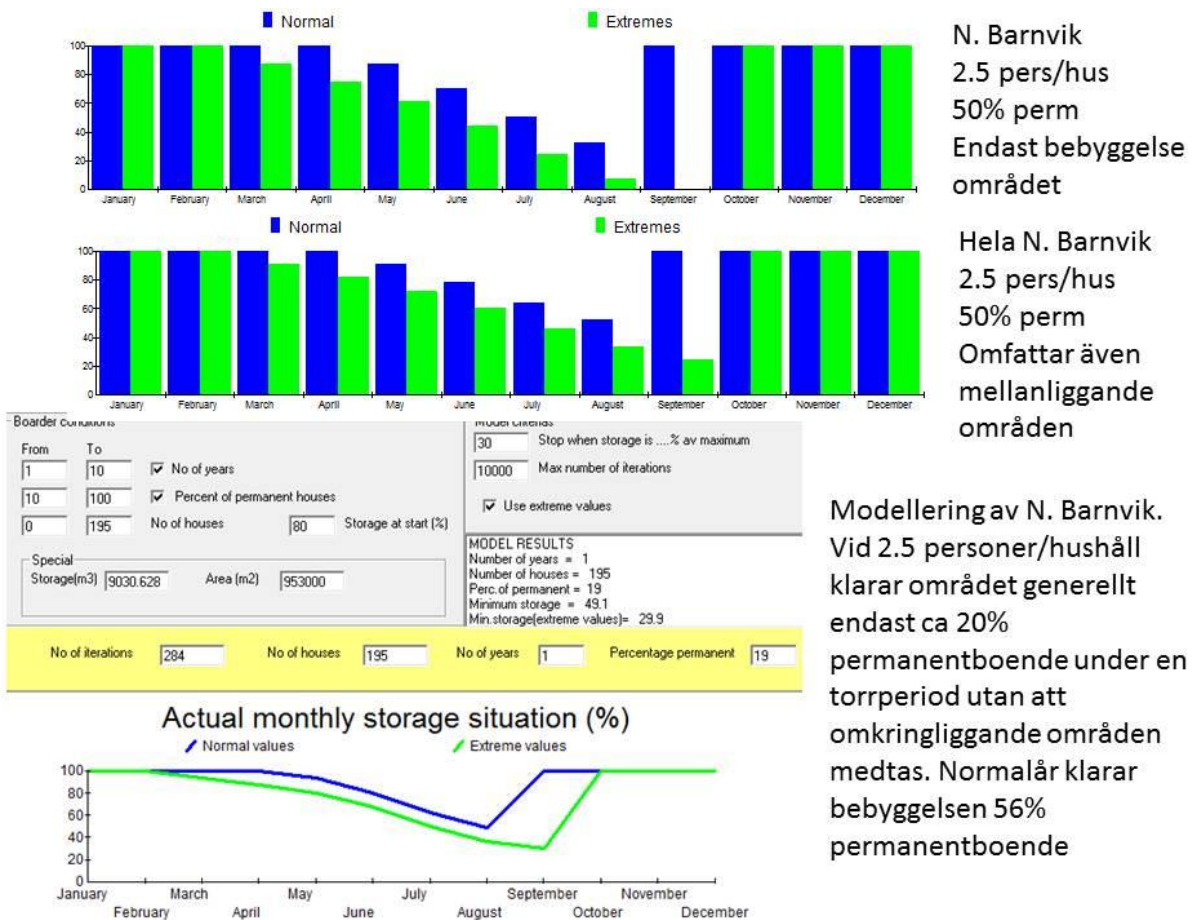 Normal Extremes
100
80
60
40
20
0
January February March April May June July August September October November December
N. Barnvik
2.5 pers/hus
50% perm
Endast bebyggelse
området
Normal Extremes
100
80
60
40
20
0
January February March April May June July August September October November December
Hela N. Barnvik
2.5 pers/hus
50% perm
Omfattar även
mellanliggande
områden
Boarder conditions
From To
1 10 No of years
10 100 Percent of permanent houses
0 195 No of houses 80 Storage at start (%)
Special
Storage(m3) 9030.628 Area (m2) 953000
Model criterias
30 Stop when storage is ....% av maximum
10000 Max number of iterations
Use extreme values
MODEL RESULTS
Number of years = 1
Number of houses = 195
Perc.of permanent = 19
Minimum storage = 49.1
Min.storage(extreme values)= 29.9
No of iterations 284 No of houses 195 No of years 1 Percentage permanent 19
Modellering av N. Barnvik.
Vid 2.5 personer/hushåll
klarar området generellt
endast ca 20%
permanentboende under en
torrperiod utan att
omkringliggande områden
medtas. Normalår klarar
bebyggelsen 56%
permanentboende
Actual monthly storage situation (%)
Normal values Extreme values
100
80
60
40
20
0
January March May July September November
February April June August October December